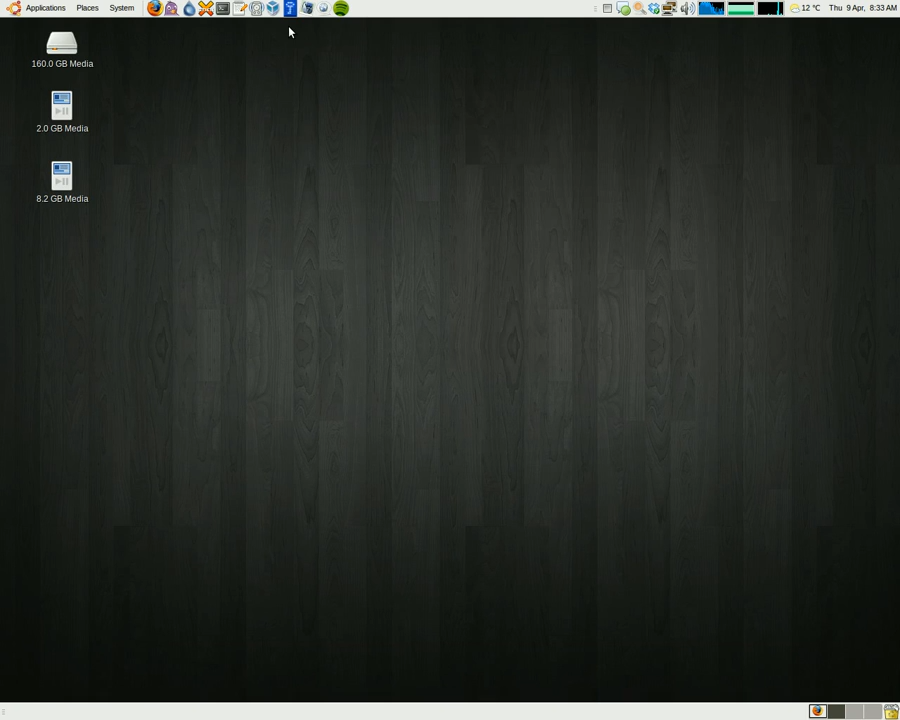 Applications Places System 12 °C Thu 9 Apr, 8:33 AM
160.0 GB Media
2.0 GB Media
8.2 GB Media